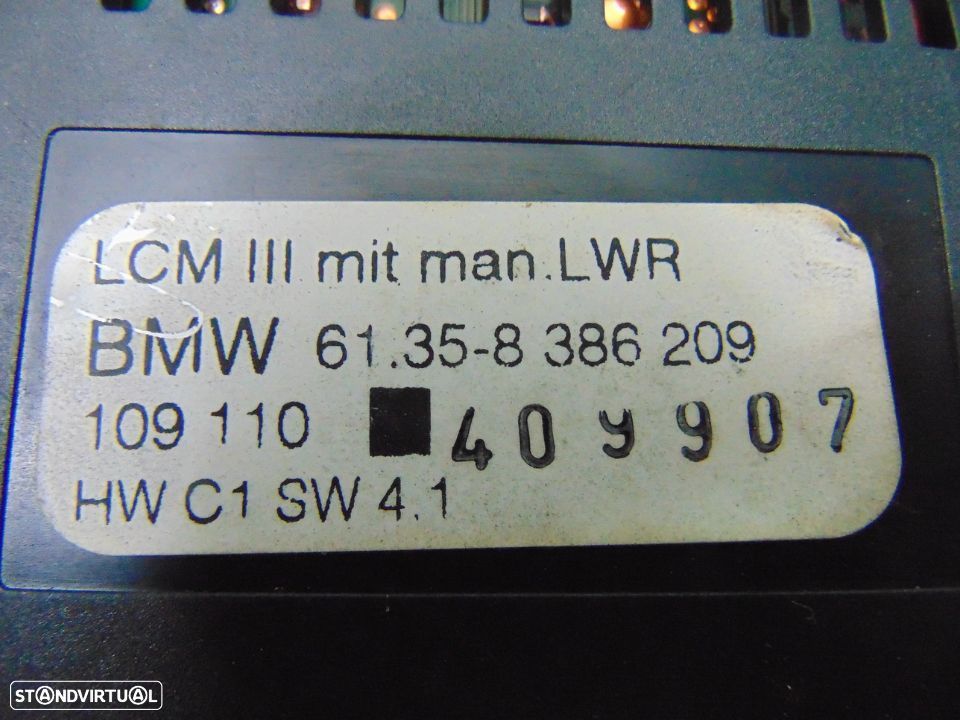 LCM III mit man.LWR
BMW 61.35-8 386 209
109 110 409907
HW C1 SW 4.1
STANDVIRTUAL